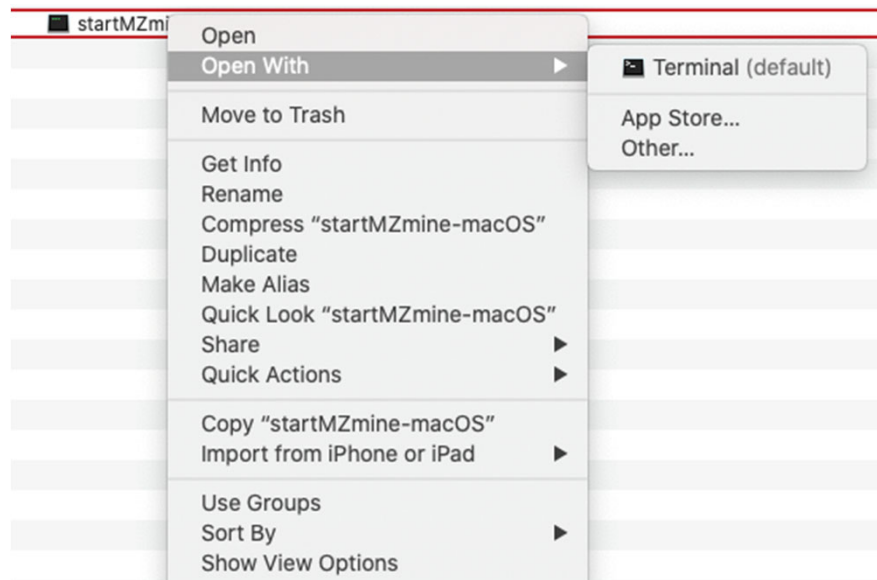 startMZmi
Open
Open With
Terminal (default)
App Store...
Other...
Move to Trash
Get Info
Rename
Compress “startMZmine-macOS”
Duplicate
Make Alias
Quick Look “startMZmine-macOS”
Share
Quick Actions
Copy “startMZmine-macOS”
Import from iPhone or iPad
Use Groups
Sort By
Show View Options